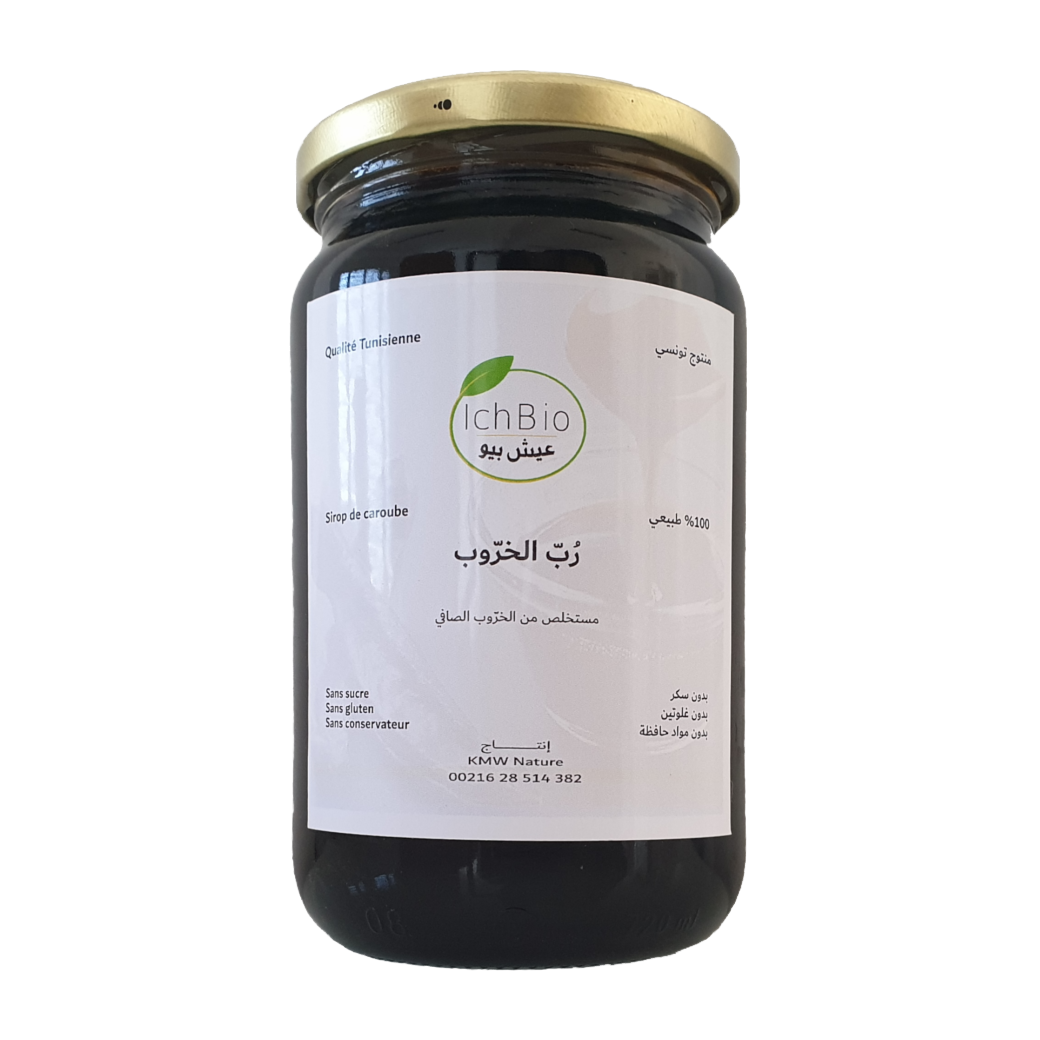 Qualité Tunisienne
منتوج تونسي
IchBio
عيش بيو
Sirop de caroube
%100 طبيعي
رُبّ الخرّوب
مستخلص من الخرّوب الصافي
Sans sucre
Sans gluten
Sans conservateur
بدون سكر
بدون غلوتين
بدون مواد حافظة
إنتــــــاج
KMW Nature
00216 28 514 382